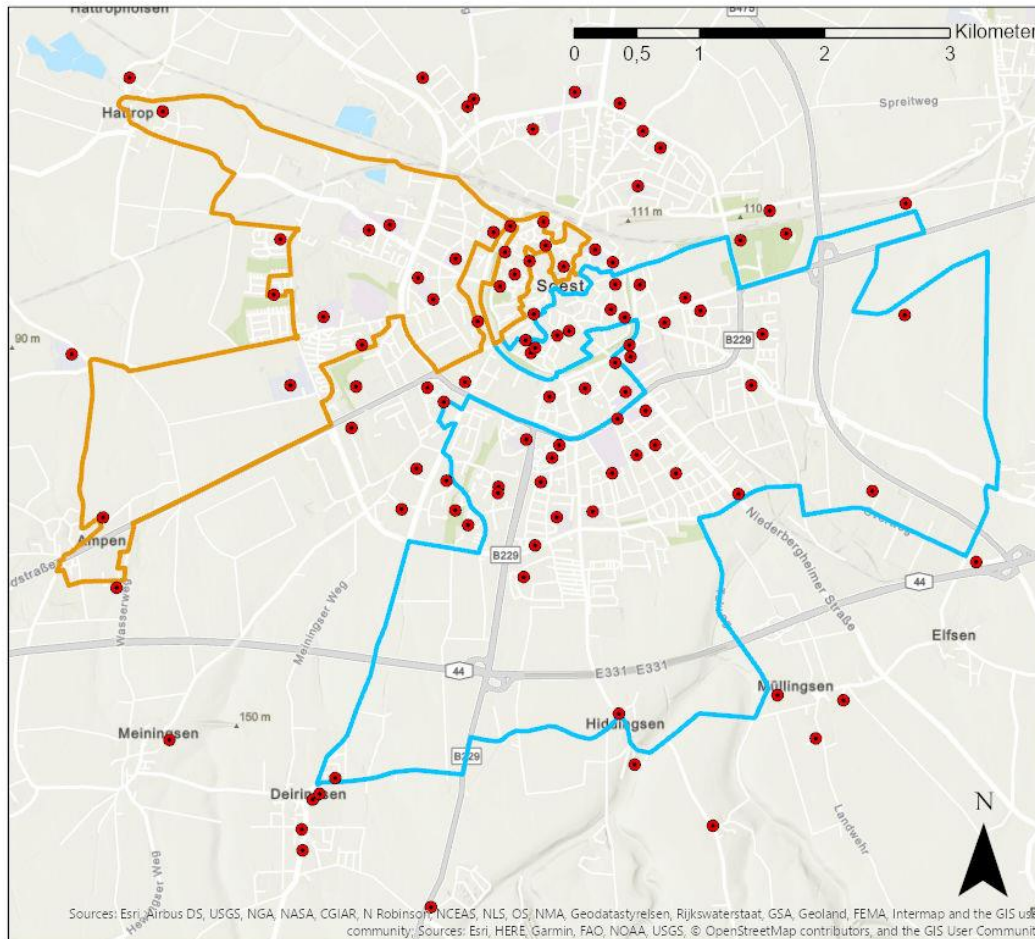 Hattropholsen
B475
Kilometer
0 0,5 1 2 3
Spreitweg
Hattrop
111 m
110
Soest
90 m
B229
Ampen
Wasserweg
Meiningser Weg
B229
Niederbergheimer Straße
44
Elfsen
44
E331 E331
Müllingsen
Hiddingsen
Meiningsen
150 m
B229
Deiringsen
N
Landwehr
Hewingser Weg
Sources: Esri, Airbus DS, USGS, NGA, NASA, CGIAR, N Robinson, NCEAS, NLS, OS, NMA, Geodatastyrelsen, Rijkswaterstaat, GSA, Geoland, FEMA, Intermap and the GIS
community; Sources: Esri, HERE, Garmin, FAO, NOAA, USGS, © OpenStreetMap contributors, and the GIS User